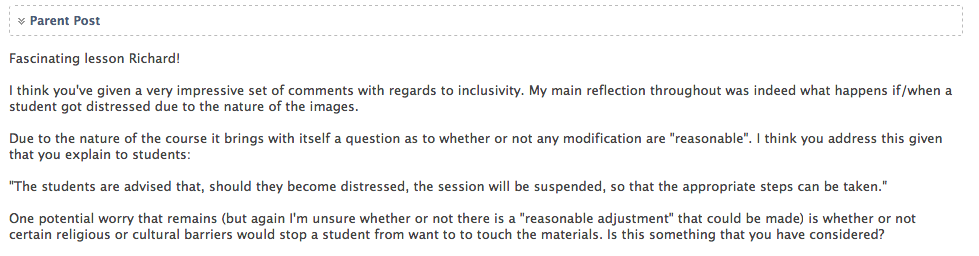 Parent Post
Fascinating lesson Richard!
I think you've given a very impressive set of comments with regards to inclusivity. My main reflection throughout was indeed what happens if/when a
student got distressed due to the nature of the images.
Due to the nature of the course it brings with itself a question as to whether or not any modification are "reasonable". I think you address this given
that you explain to students:
"The students are advised that, should they become distressed, the session will be suspended, so that the appropriate steps can be taken."
One potential worry that remains (but again I'm unsure whether or not there is a "reasonable adjustment" that could be made) is whether or not
certain religious or cultural barriers would stop a student from want to to touch the materials. Is this something that you have considered?